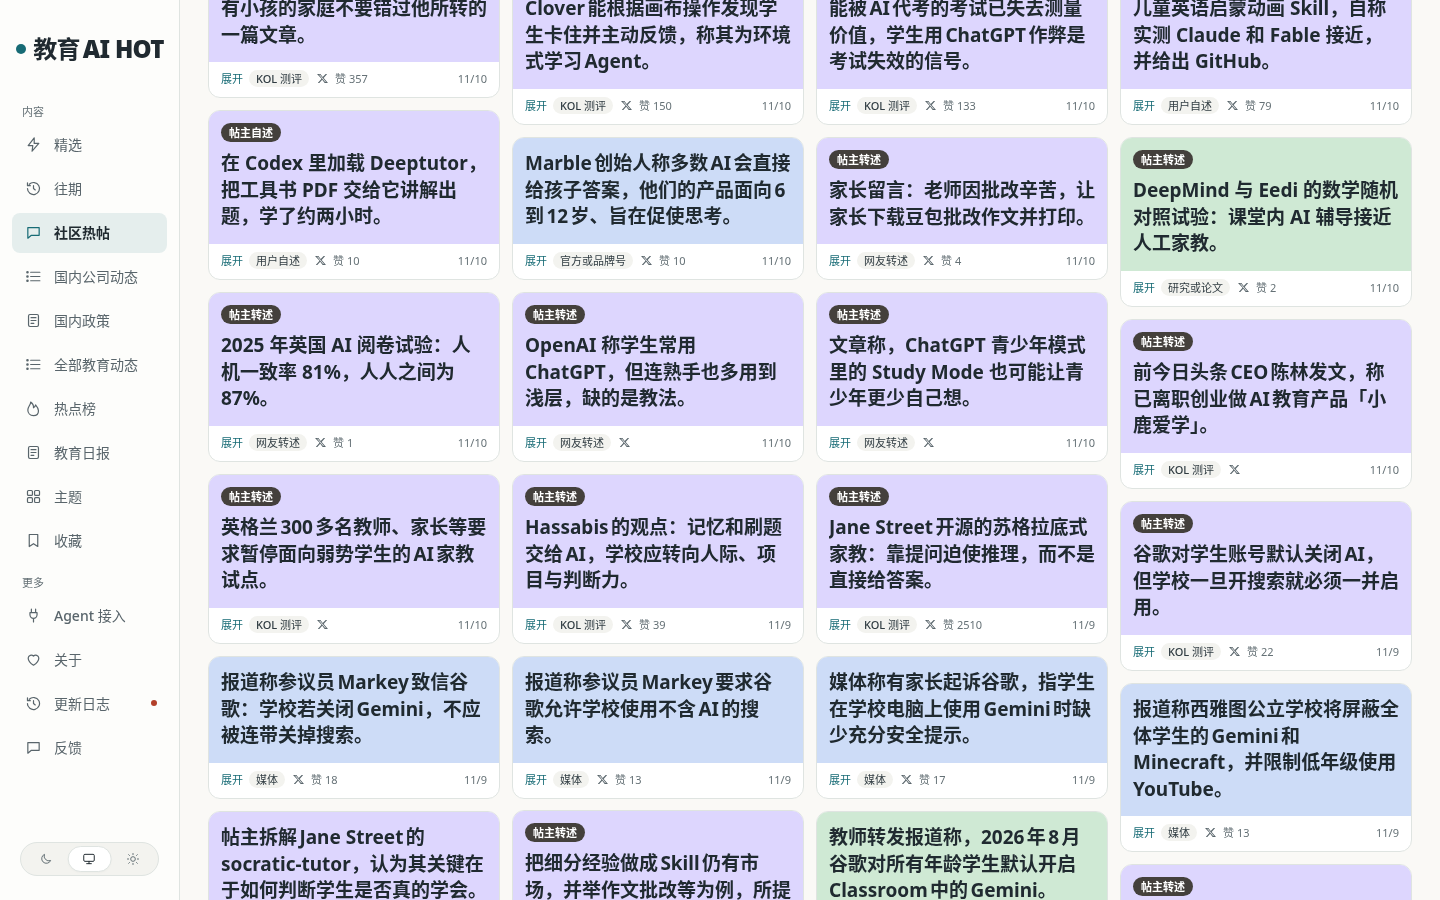 教育 AI HOT
内容
精选
往期
社区热帖
国内公司动态
国内政策
全部教育动态
热点榜
教育日报
主题
收藏
更多
Agent 接入
关于
更新日志
反馈
有小孩的家庭不要错过他所转的
一篇文章。
展开 KOL 测评 赞 357 11/10
帖主自述
在 Codex 里加载 Deeptutor，
把工具书 PDF 交给它讲解出
题，学了约两小时。
展开 用户自述 赞 10 11/10
帖主转述
2025 年英国 AI 阅卷试验：人
机一致率 81%，人人之间为
87%。
展开 网友转述 赞 1 11/10
帖主转述
英格兰 300 多名教师、家长等要
求暂停面向弱势学生的 AI 家教
试点。
展开 KOL 测评 11/10
报道称参议员 Markey 致信谷
歌：学校若关闭 Gemini，不应
被连带关掉搜索。
展开 媒体 赞 18 11/9
帖主拆解 Jane Street 的
socratic-tutor，认为其关键在
于如何判断学生是否真的学会。
Clover 能根据画布操作发现学
生卡住并主动反馈，称其为环境
式学习 Agent。
展开 KOL 测评 赞 150 11/10
Marble 创始人称多数 AI 会直接
给孩子答案，他们的产品面向 6
到 12 岁、旨在促使思考。
展开 官方或品牌号 赞 10 11/10
帖主转述
OpenAI 称学生常用
ChatGPT，但连熟手也多用到
浅层，缺的是教法。
展开 网友转述 11/10
帖主转述
Hassabis 的观点：记忆和刷题
交给 AI，学校应转向人际、项
目与判断力。
展开 KOL 测评 赞 39 11/9
报道称参议员 Markey 要求谷
歌允许学校使用不含 AI 的搜
索。
展开 媒体 赞 13 11/9
帖主转述
把细分经验做成 Skill 仍有市
场，并举作文批改等为例，所提
能被 AI 代考的考试已失去测量
价值，学生用 ChatGPT 作弊是
考试失效的信号。
展开 KOL 测评 赞 133 11/10
帖主转述
家长留言：老师因批改辛苦，让
家长下载豆包批改作文并打印。
展开 网友转述 赞 4 11/10
帖主转述
文章称，ChatGPT 青少年模式
里的 Study Mode 也可能让青
少年更少自己想。
展开 网友转述 11/10
帖主转述
Jane Street 开源的苏格拉底式
家教：靠提问迫使推理，而不是
直接给答案。
展开 KOL 测评 赞 2510 11/9
媒体称有家长起诉谷歌，指学生
在学校电脑上使用 Gemini 时缺
少充分安全提示。
展开 媒体 赞 17 11/9
教师转发报道称，2026 年 8 月
谷歌对所有年龄学生默认开启
Classroom 中的 Gemini。
儿童英语启蒙动画 Skill，自称
实测 Claude 和 Fable 接近，
并给出 GitHub。
展开 用户自述 赞 79 11/10
帖主转述
DeepMind 与 Eedi 的数学随机
对照试验：课堂内 AI 辅导接近
人工家教。
展开 研究或论文 赞 2 11/10
帖主转述
前今日头条 CEO 陈林发文，称
已离职创业做 AI 教育产品「小
鹿爱学」。
展开 KOL 测评 11/10
帖主转述
谷歌对学生账号默认关闭 AI，
但学校一旦开搜索就必须一并启
用。
展开 KOL 测评 赞 22 11/9
报道称西雅图公立学校将屏蔽全
体学生的 Gemini 和
Minecraft，并限制低年级使用
YouTube。
展开 媒体 赞 13 11/9
帖主转述